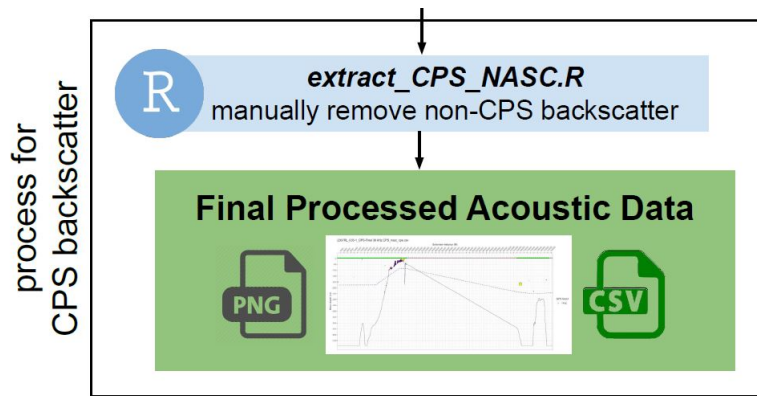 process for
CPS backscatter
R
extract_CPS_NASC.R
manually remove non-CPS backscatter
Final Processed Acoustic Data
PNG
CSV